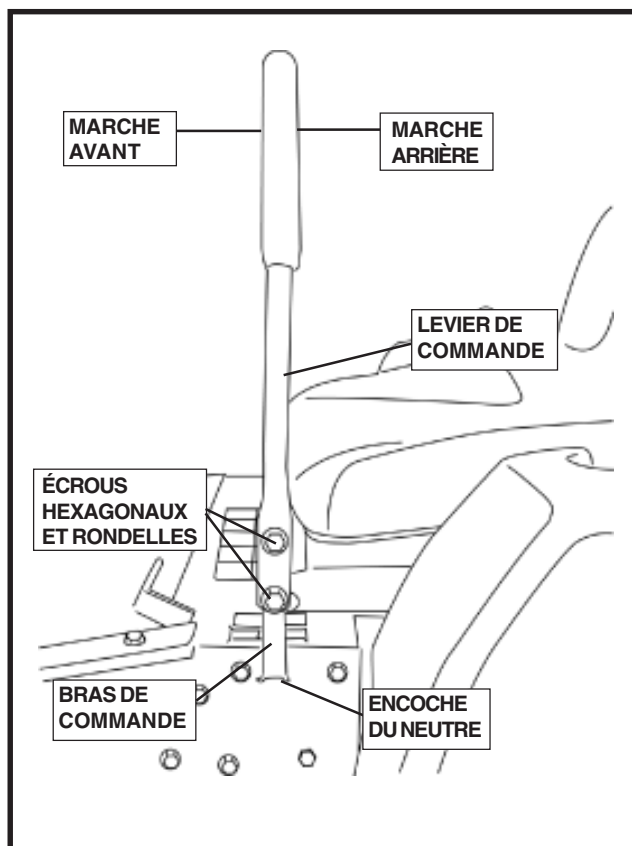 MARCHE
AVANT
MARCHE
ARRIÈRE
LEVIER DE
COMMANDE
ÉCROUS
HEXAGONAUX
ET RONDELLES
BRAS DE
COMMANDE
ENCOCHE
DU NEUTRE